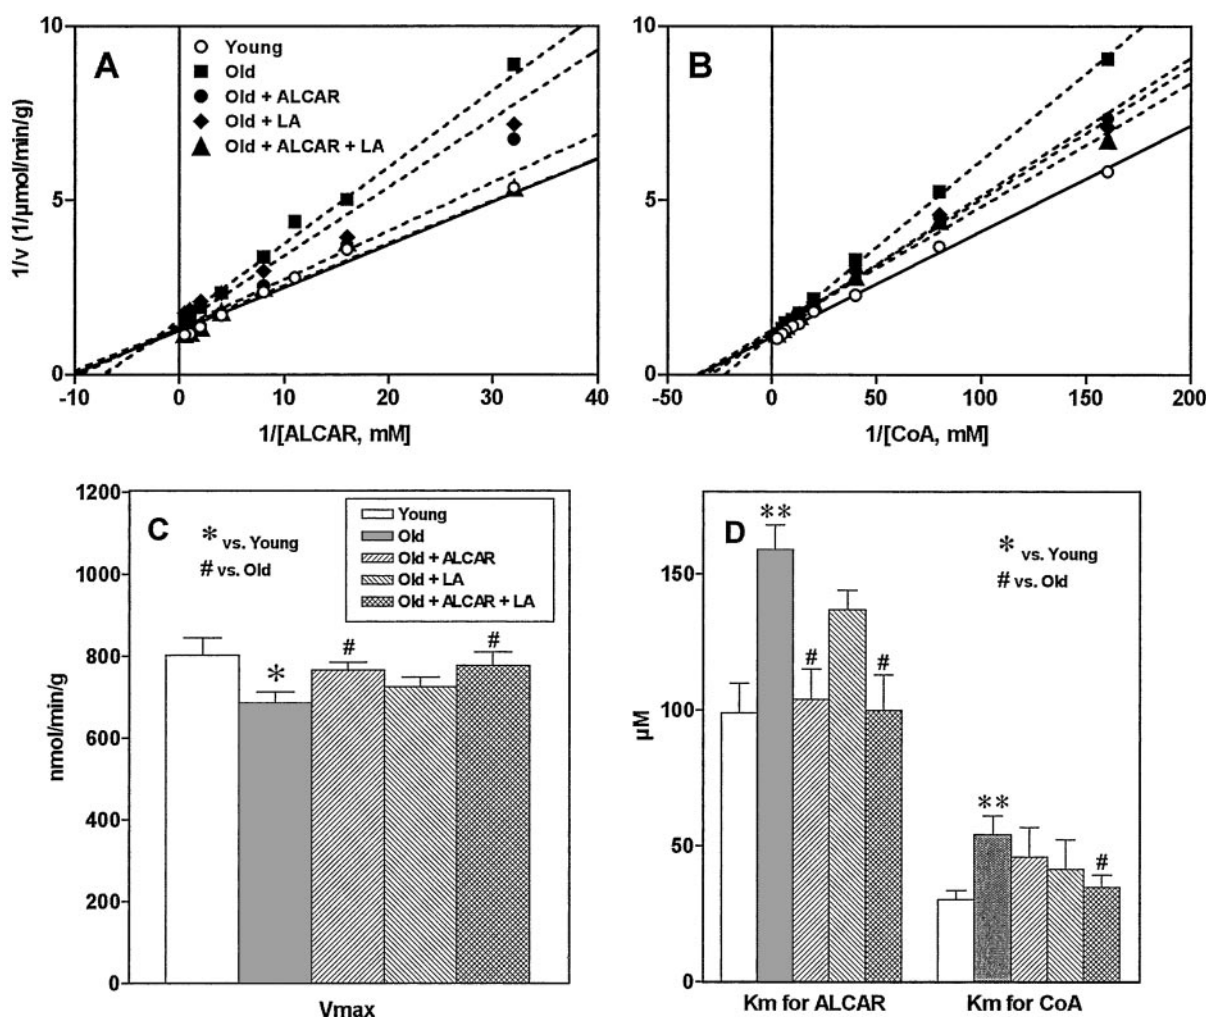 10
A
Young
Old
Old + ALCAR
Old + LA
Old + ALCAR + LA
5
0
1/v (1/μmol/min/g)
-10 0 10 20 30 40
1/[ALCAR, mM]
10
B
5
0
-50 0 50 100 150 200
1/[CoA, mM]
1200
1000
800
600
400
200
0
nmol/min/g
C
* vs. Young
# vs. Old
Young
Old
Old + ALCAR
Old + LA
Old + ALCAR + LA
*
#
#
Vmax
150
100
50
0
μM
D
* vs. Young
# vs. Old
**
#
#
**
#
Km for ALCAR
Km for CoA